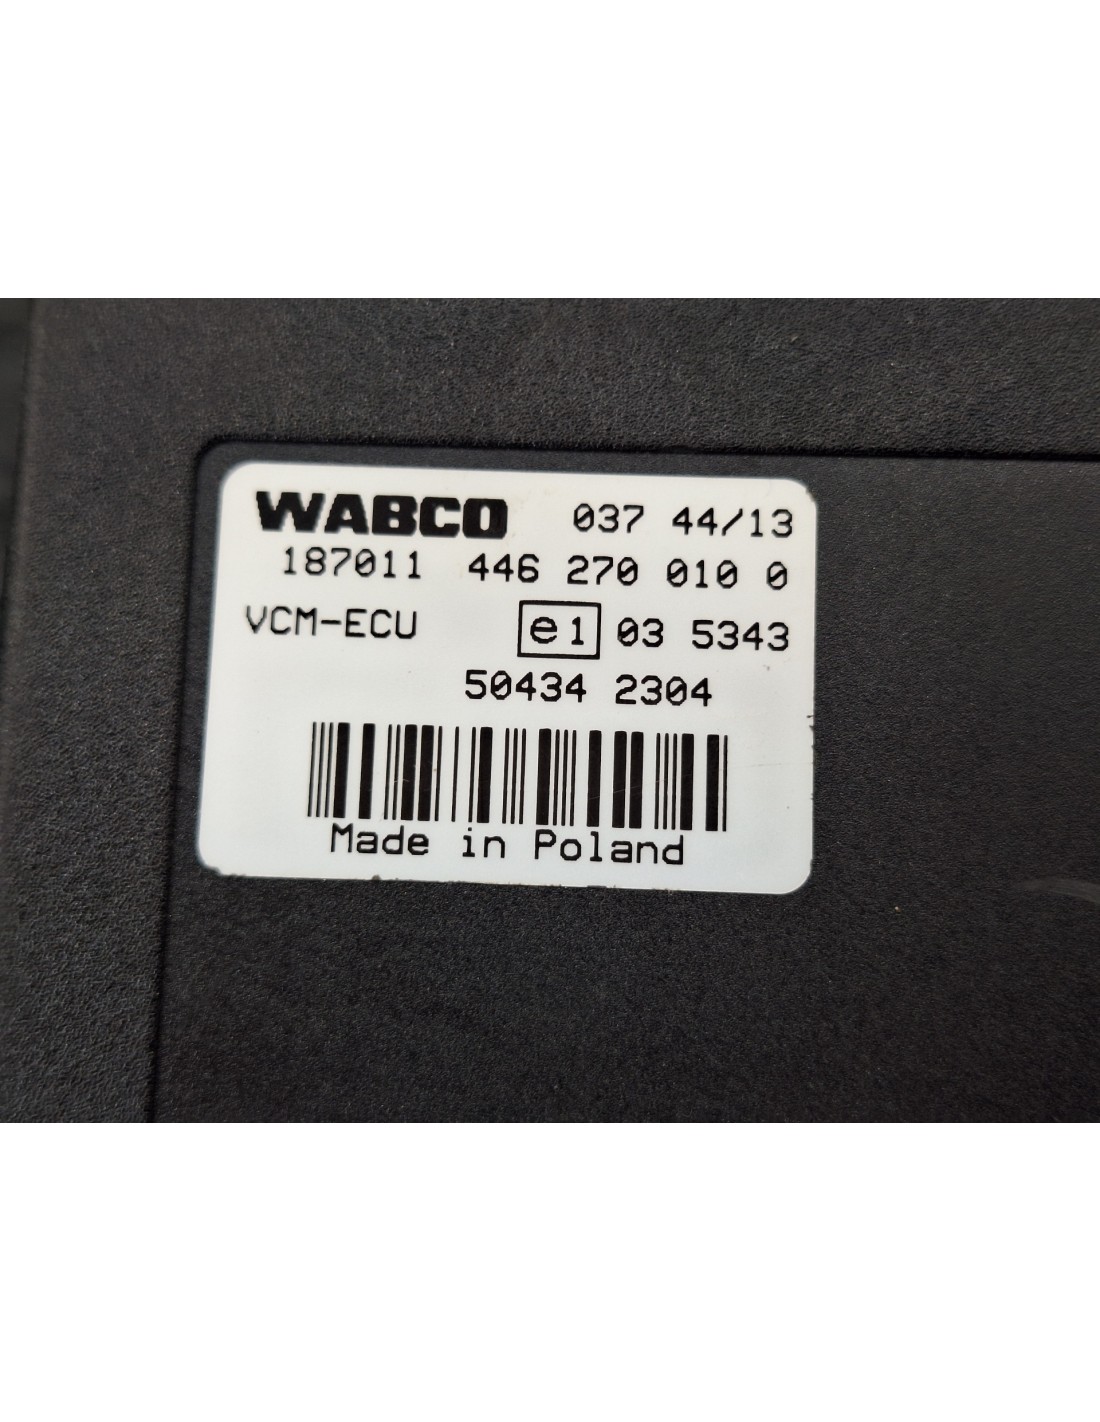 WABCO 037 44/13
187011 446 270 010 0
VCM-ECU e1 03 5343
50434 2304
Made in Poland